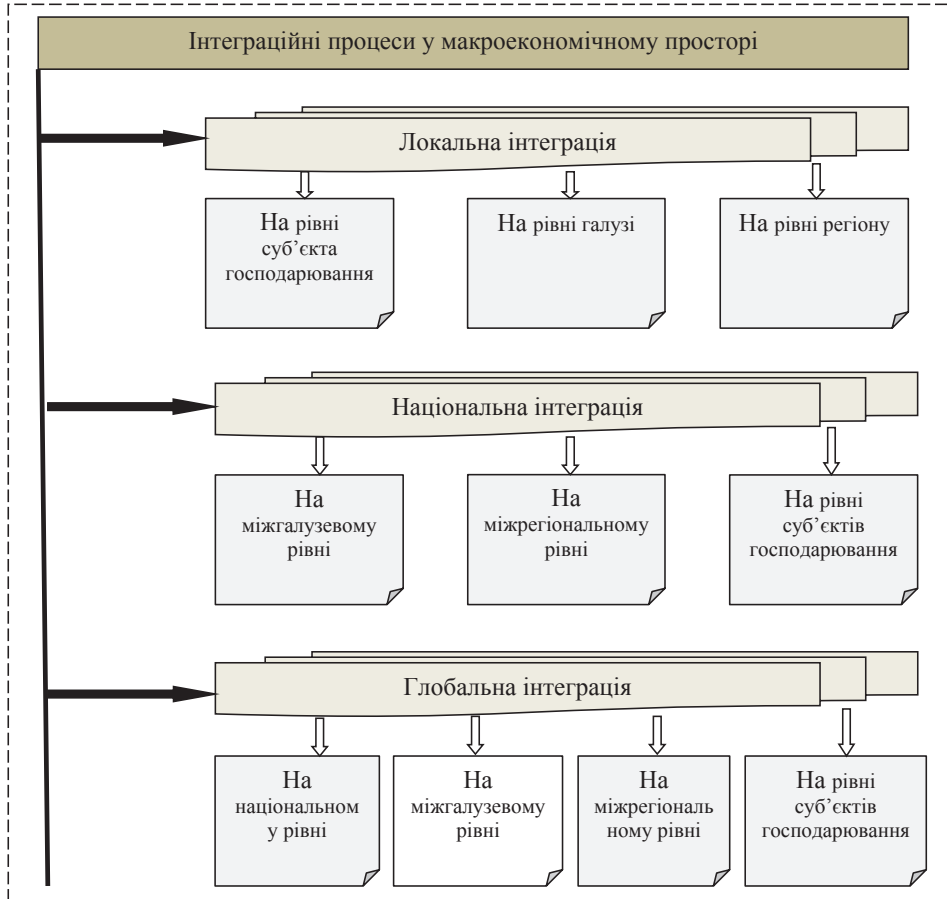 Інтеграційні процеси у макроекономічному просторі
Локальна інтеграція
На рівні
суб’єкта
господарювання
На рівні галузі
На рівні регіону
Національна інтеграція
На
міжгалузевому
рівні
На
міжрегіональному
рівні
На рівні
суб’єктів
господарювання
Глобальна інтеграція
На
національном
у рівні
На
міжгалузевому
рівні
На
міжрегіональ
ному рівні
На рівні
суб’єктів
господарювання